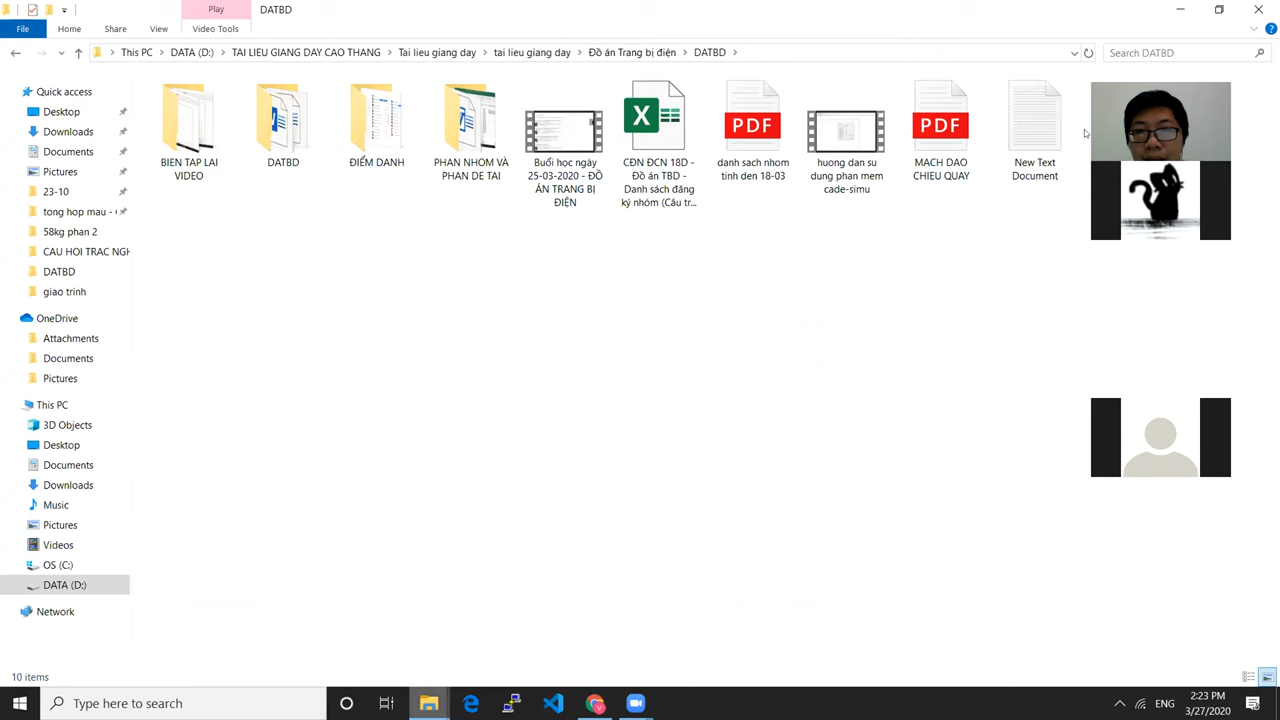 Play
DATBD
File
Home
Share
View
Video Tools
This PC
DATA (D:)
TAI LIEU GIANG DAY CAO THANG
Tai lieu giang day
tai lieu giang day
Đồ án Trang bị điện
DATBD
Search DATBD
Quick access
Desktop
Downloads
Documents
Pictures
23-10
tong hop mau -
58kg phan 2
CAU HOI TRAC NGH
DATBD
giao trinh
OneDrive
Attachments
Documents
Pictures
This PC
3D Objects
Desktop
Documents
Downloads
Music
Pictures
Videos
OS (C:)
DATA (D:)
Network
BIEN TAP LAI
VIDEO
DATBD
ĐIỂM DANH
PHAN NHOM VÀ
PHAN DE TAI
Buổi học ngày
25-03-2020 - ĐỒ
ÁN TRANG BỊ
ĐIỆN
X
CĐN ĐCN 18D -
Đồ án TBD -
Danh sách đăng
ký nhóm (Câu tr...
PDF
danh sach nhom
tinh den 18-03
huong dan su
dung phan mem
cade-simu
PDF
MACH DAO
CHIEU QUAY
New Text
Document
10 items
Type here to search
ENG
2:23 PM
3/27/2020